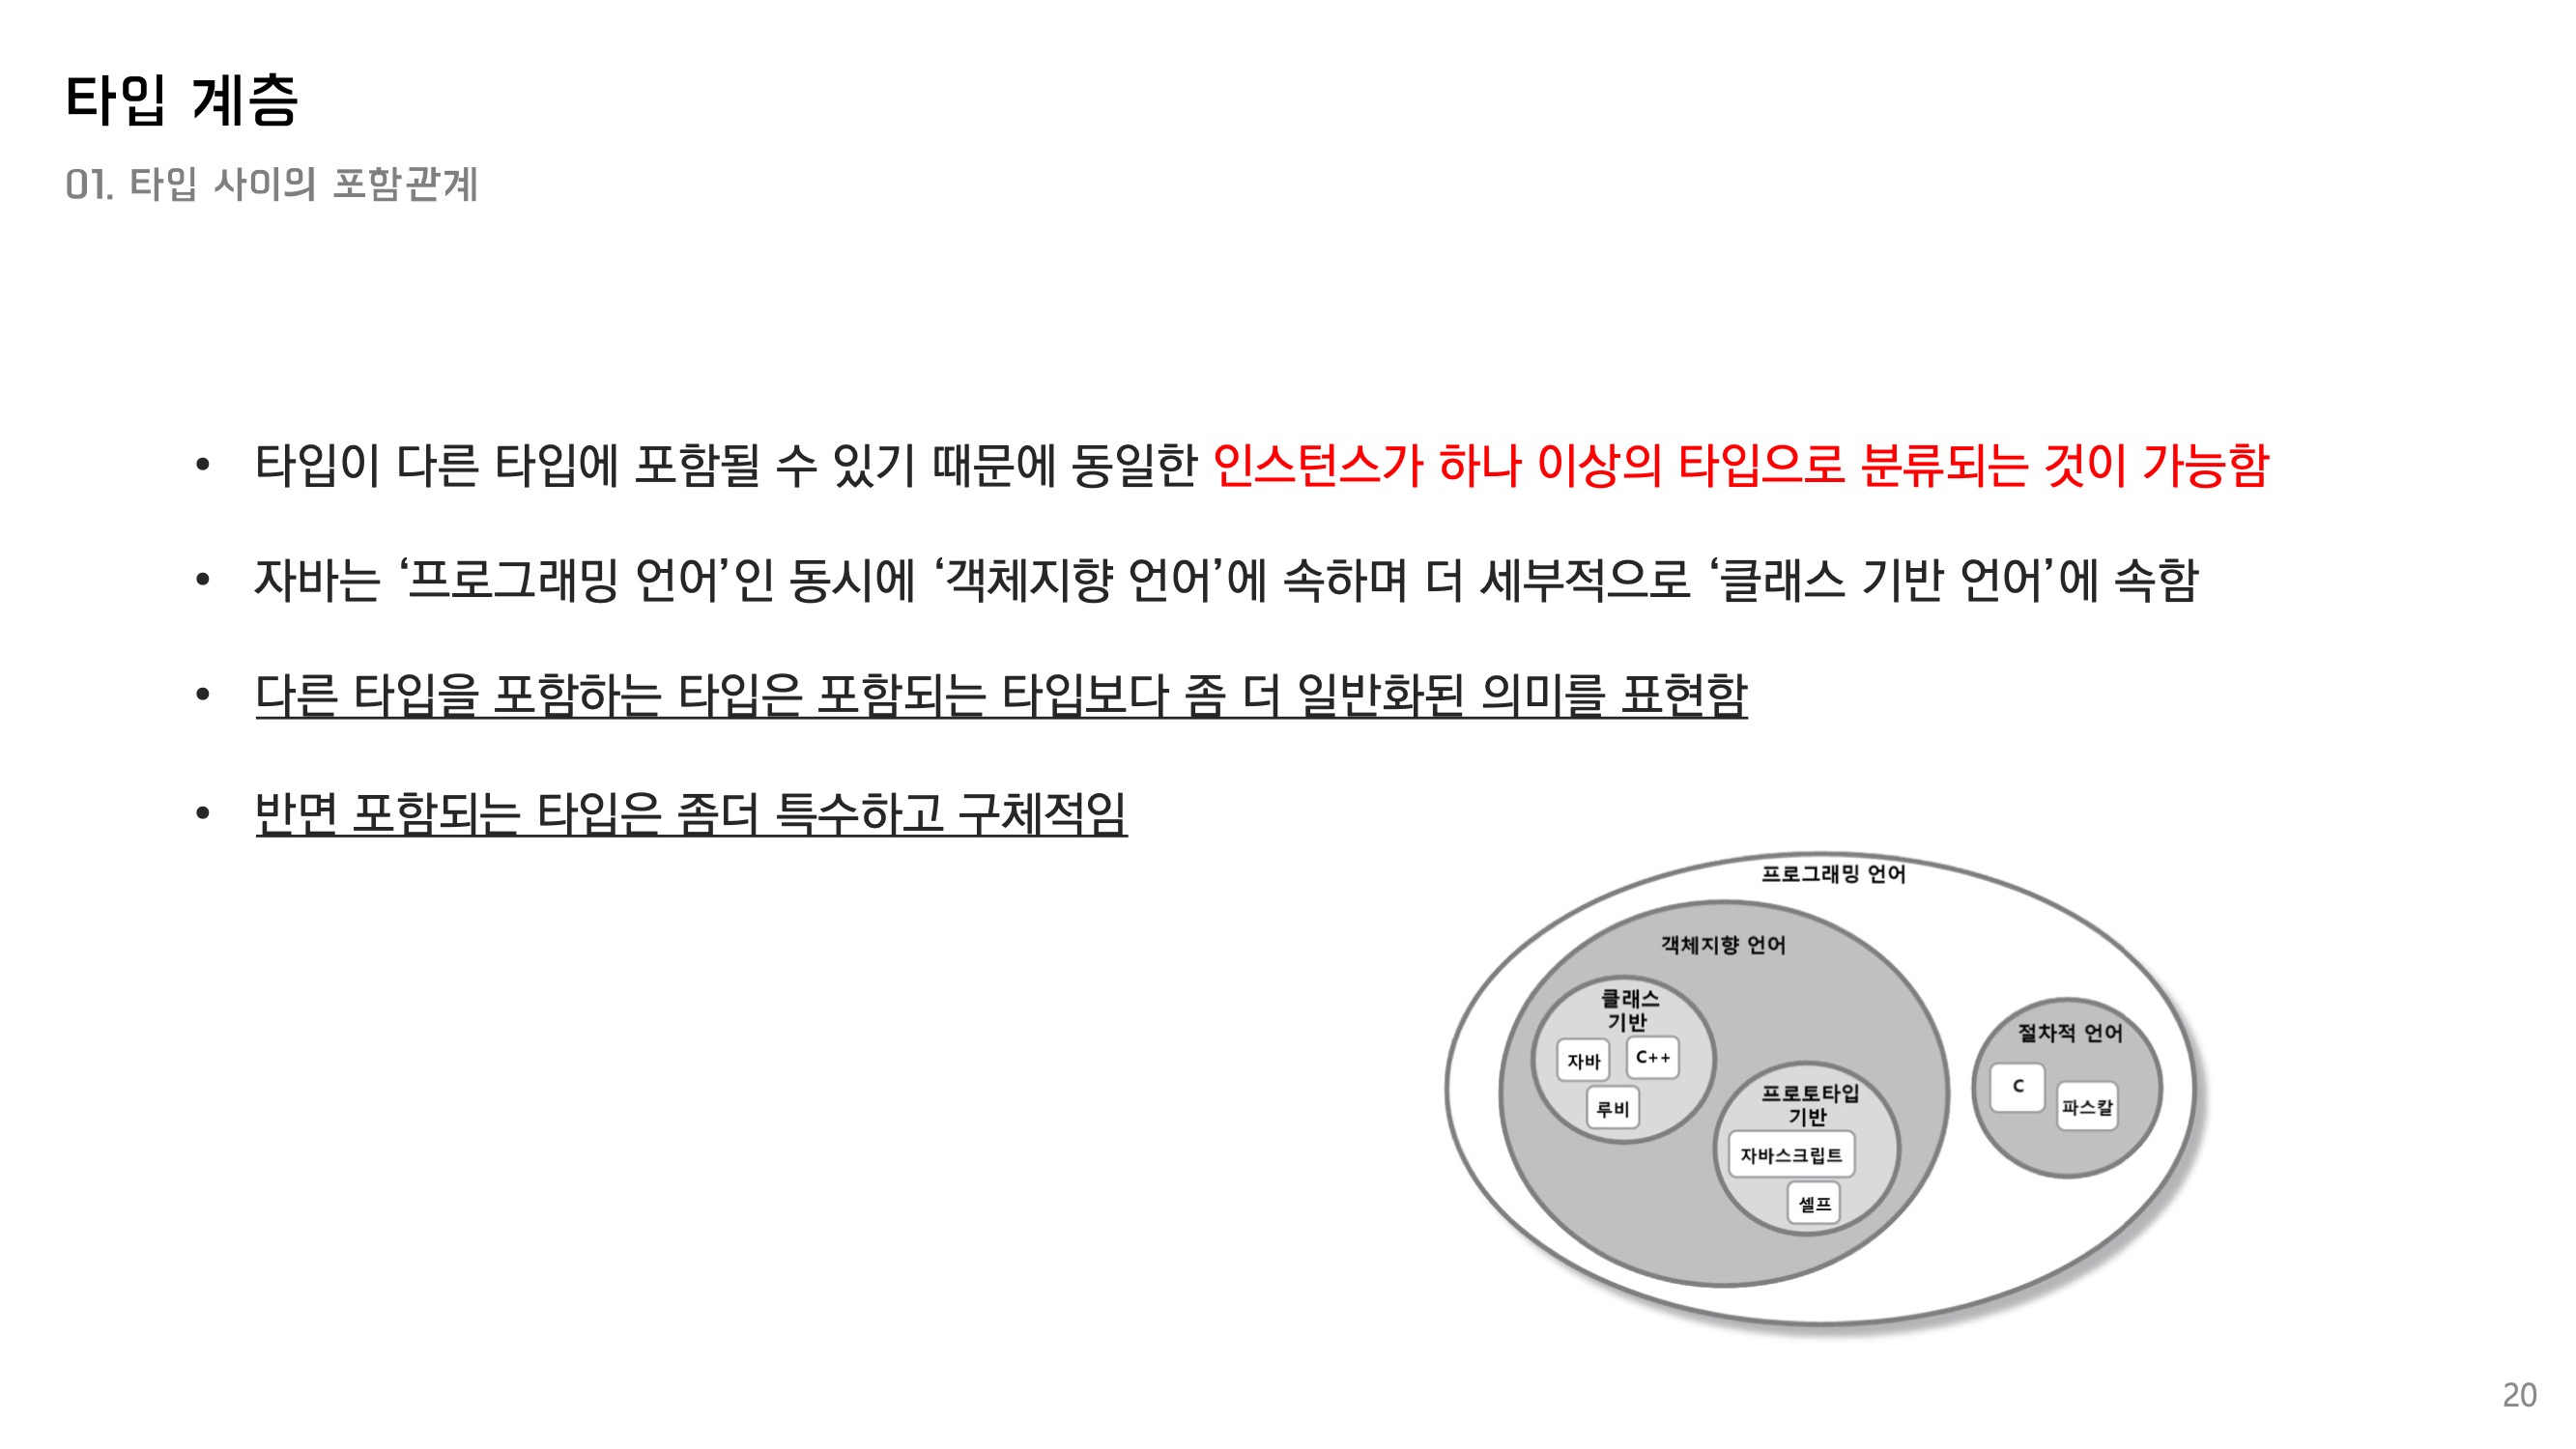 타입 계층
01. 타입 사이의 포함관계
• 타입이 다른 타입에 포함될 수 있기 때문에 동일한 인스턴스가 하나 이상의 타입으로 분류되는 것이 가능함
• 자바는 ‘프로그래밍 언어’인 동시에 ‘객체지향 언어’에 속하며 더 세부적으로 ‘클래스 기반 언어’에 속함
• 다른 타입을 포함하는 타입은 포함되는 타입보다 좀 더 일반화된 의미를 표현함
• 반면 포함되는 타입은 좀더 특수하고 구체적임
프로그래밍 언어
객체지향 언어
클래스
기반
자바
C++
루비
프로토타입
기반
자바스크립트
셀프
절차적 언어
C
파스칼
20